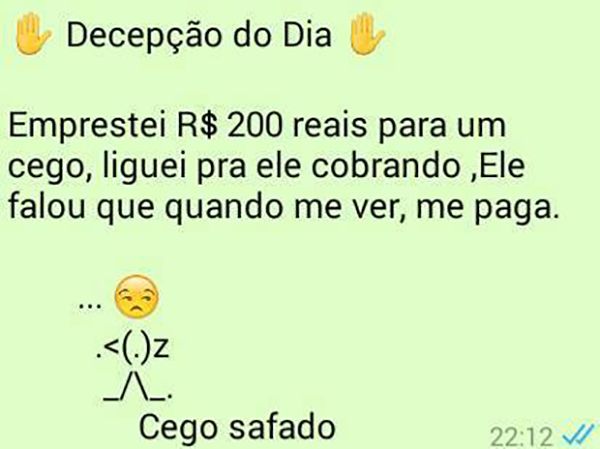 ✋ Decepção do Dia ✋
Emprestei R$ 200 reais para um
cego, liguei pra ele cobrando ,Ele
falou que quando me ver, me paga.
... 😒
.<(.)z
_/\_.
Cego safado
22:12